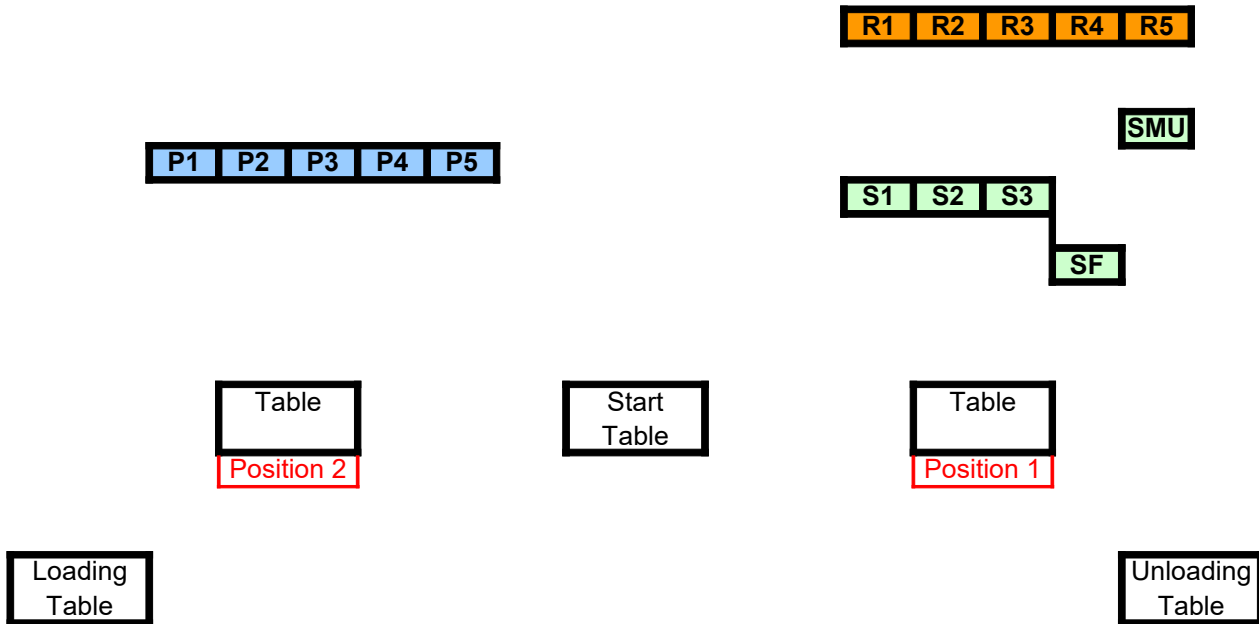 R1 R2 R3 R4 R5
SMU
P1 P2 P3 P4 P5
S1 S2 S3
SF
Table
Start
Table
Table
Position 2
Position 1
Loading
Table
Unloading
Table